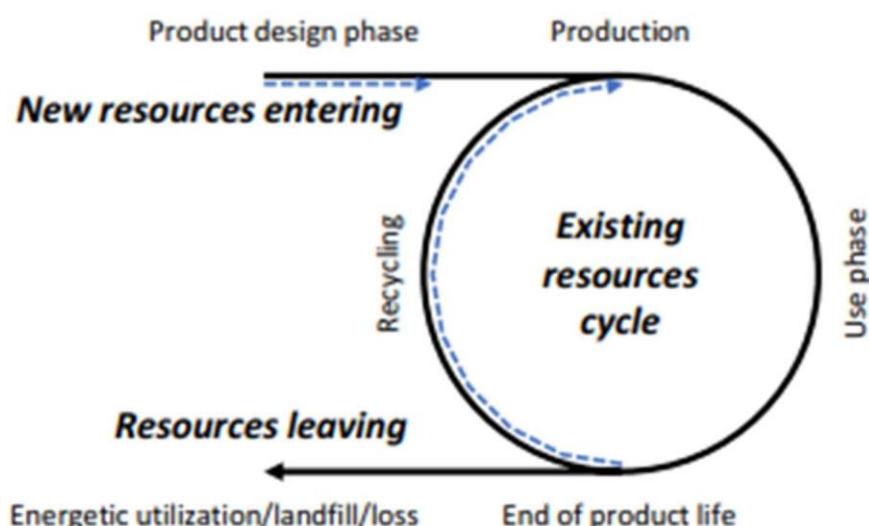 Product design phase
Production
New resources entering
Recycling
Existing
resources
cycle
Use phase
Resources leaving
Energetic utilization/landfill/loss
End of product life